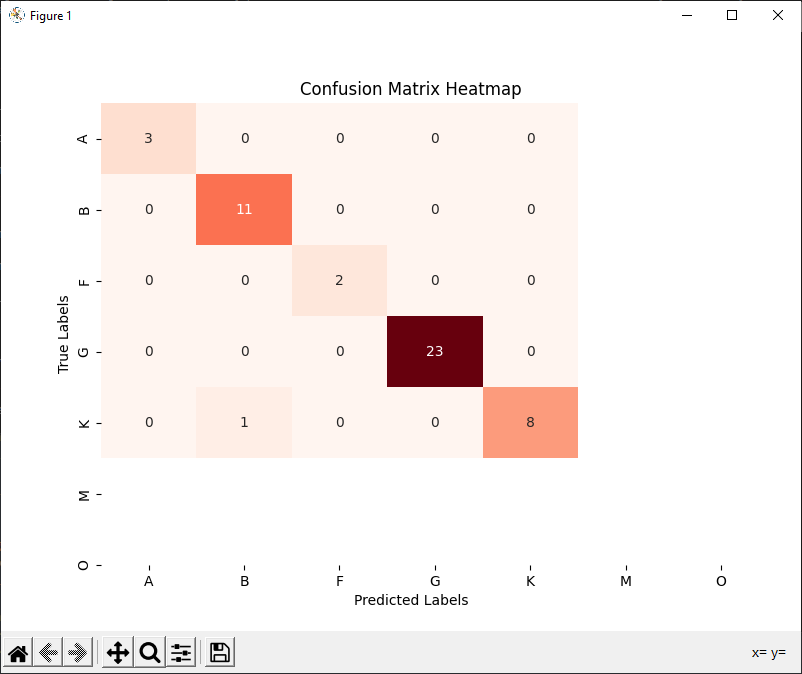 Figure 1
Confusion Matrix Heatmap
A 3 0 0 0 0
B 0 11 0 0 0
F 0 0 2 0 0
True Labels
G 0 0 0 23 0
K 0 1 0 0 8
M
O
A B F G K M O
Predicted Labels
x= y=